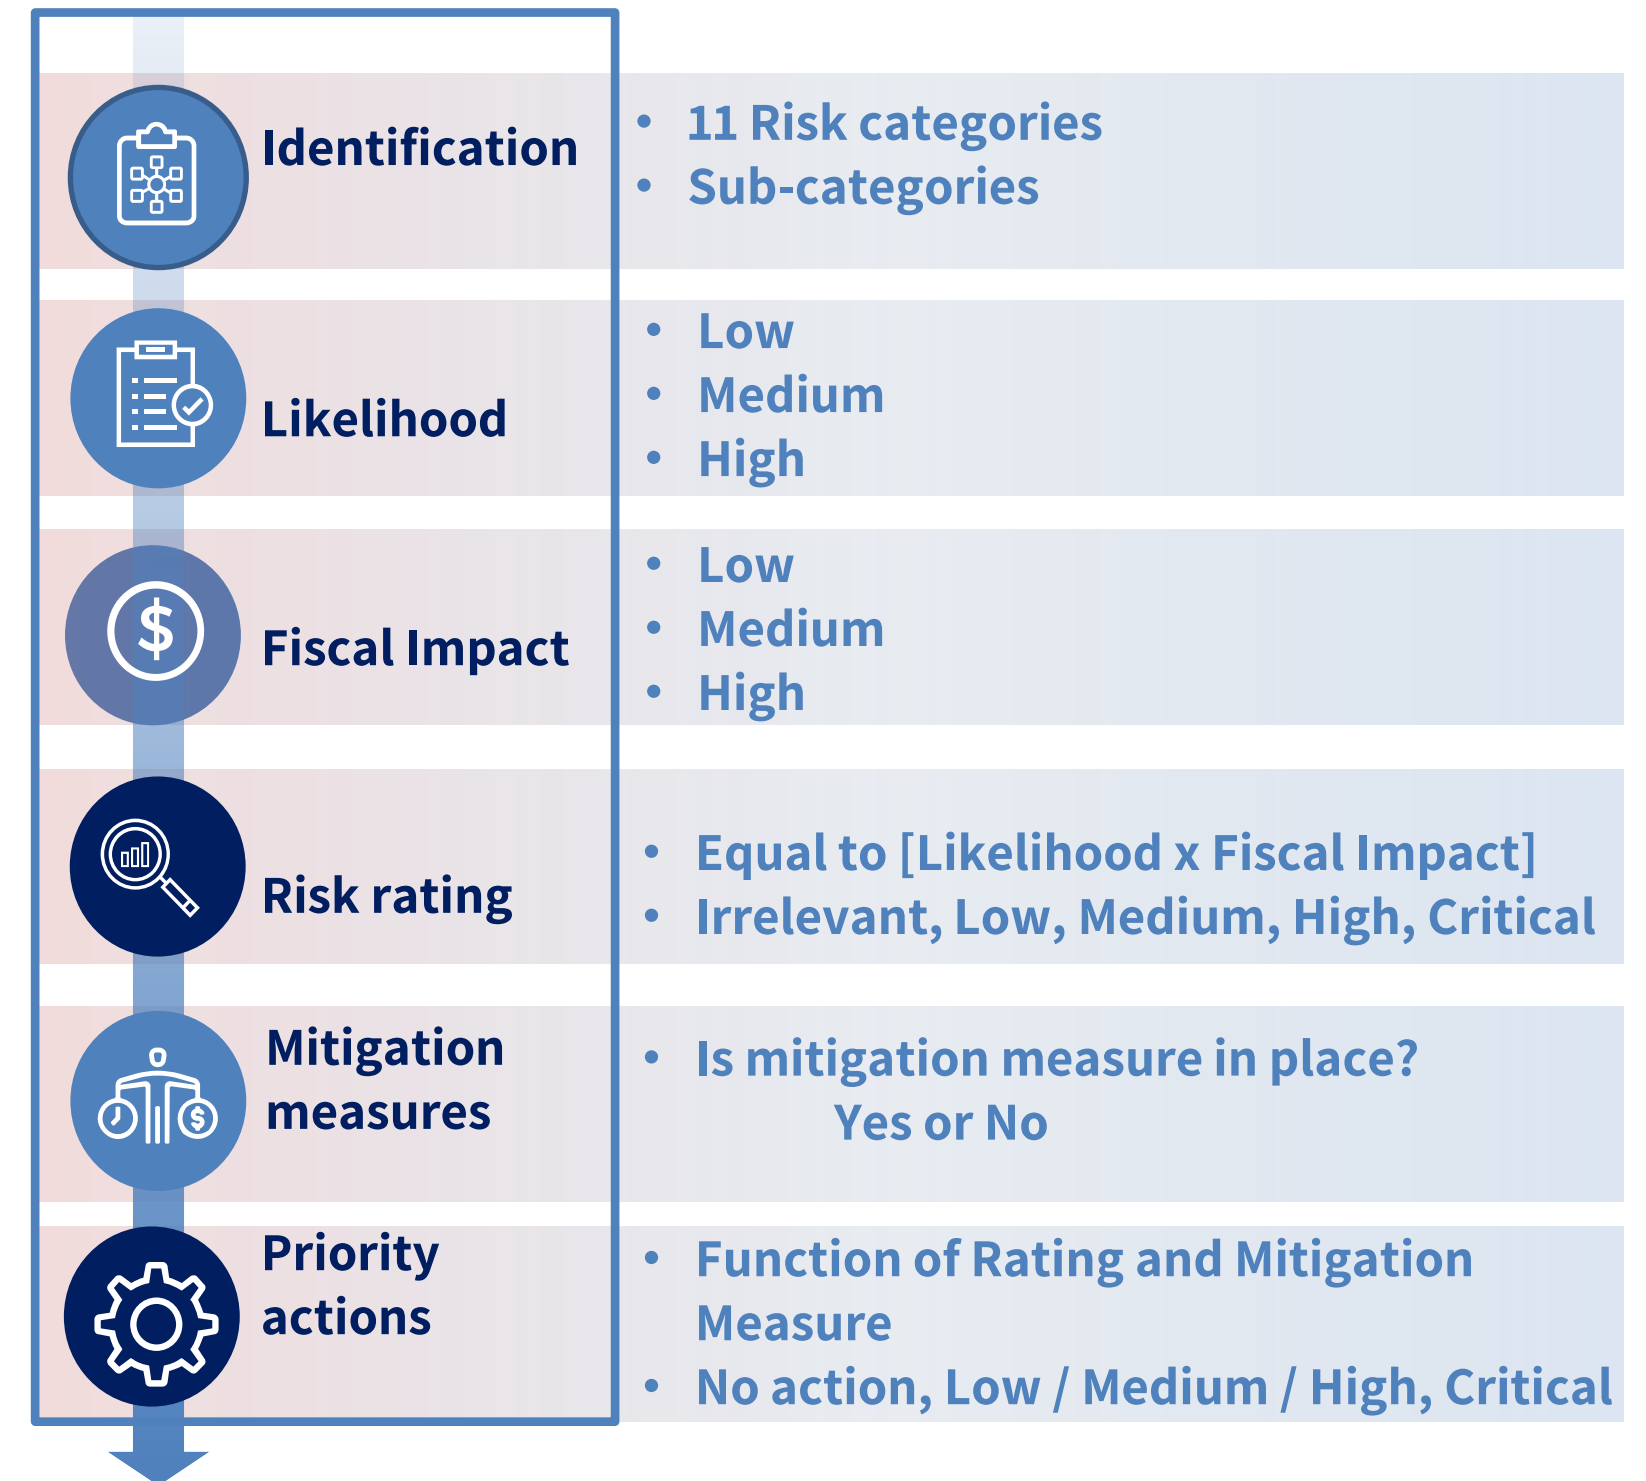 Identification
• 11 Risk categories
• Sub-categories
Likelihood
• Low
• Medium
• High
$
Fiscal Impact
• Low
• Medium
• High
Risk rating
• Equal to [Likelihood x Fiscal Impact]
• Irrelevant, Low, Medium, High, Critical
$
Mitigation
measures
• Is mitigation measure in place?
Yes or No
Priority
actions
• Function of Rating and Mitigation
Measure
• No action, Low / Medium / High, Critical